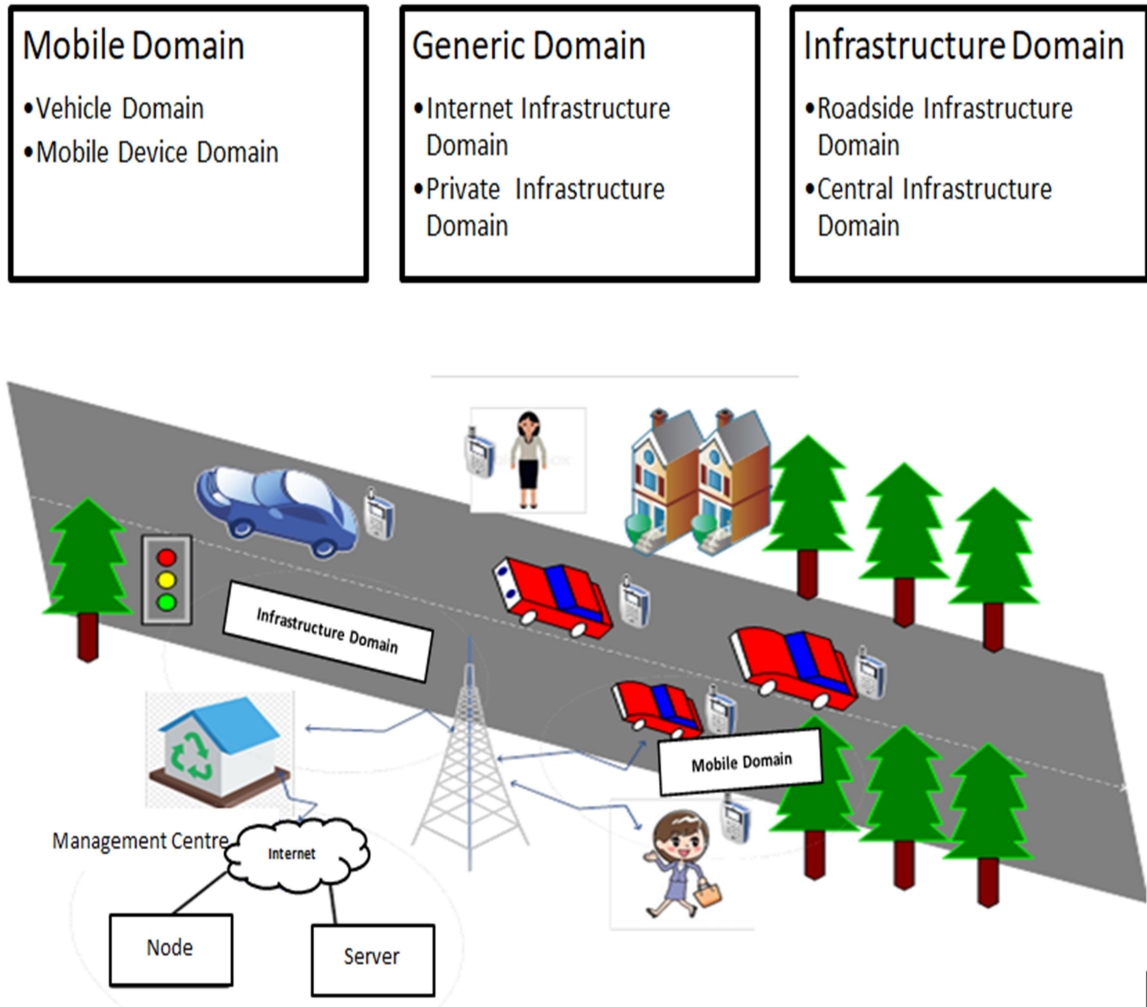 Mobile Domain
•Vehicle Domain
•Mobile Device Domain
Generic Domain
•Internet Infrastructure
Domain
•Private Infrastructure
Domain
Infrastructure Domain
•Roadside Infrastructure
Domain
•Central Infrastructure
Domain
Infrastructure Domain
Mobile Domain
Management Centre
Internet
Node
Server